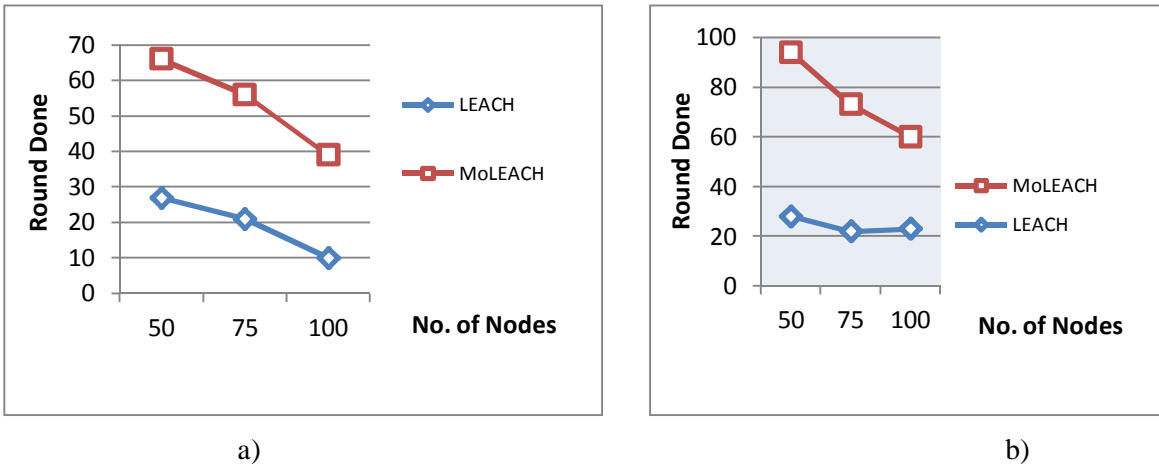 Round Done
70
60
50
40
30
20
10
0
50 75 100
No. of Nodes
LEACH
MoLEACH
a)
Round Done
100
80
60
40
20
0
50 75 100
No. of Nodes
MoLEACH
LEACH
b)